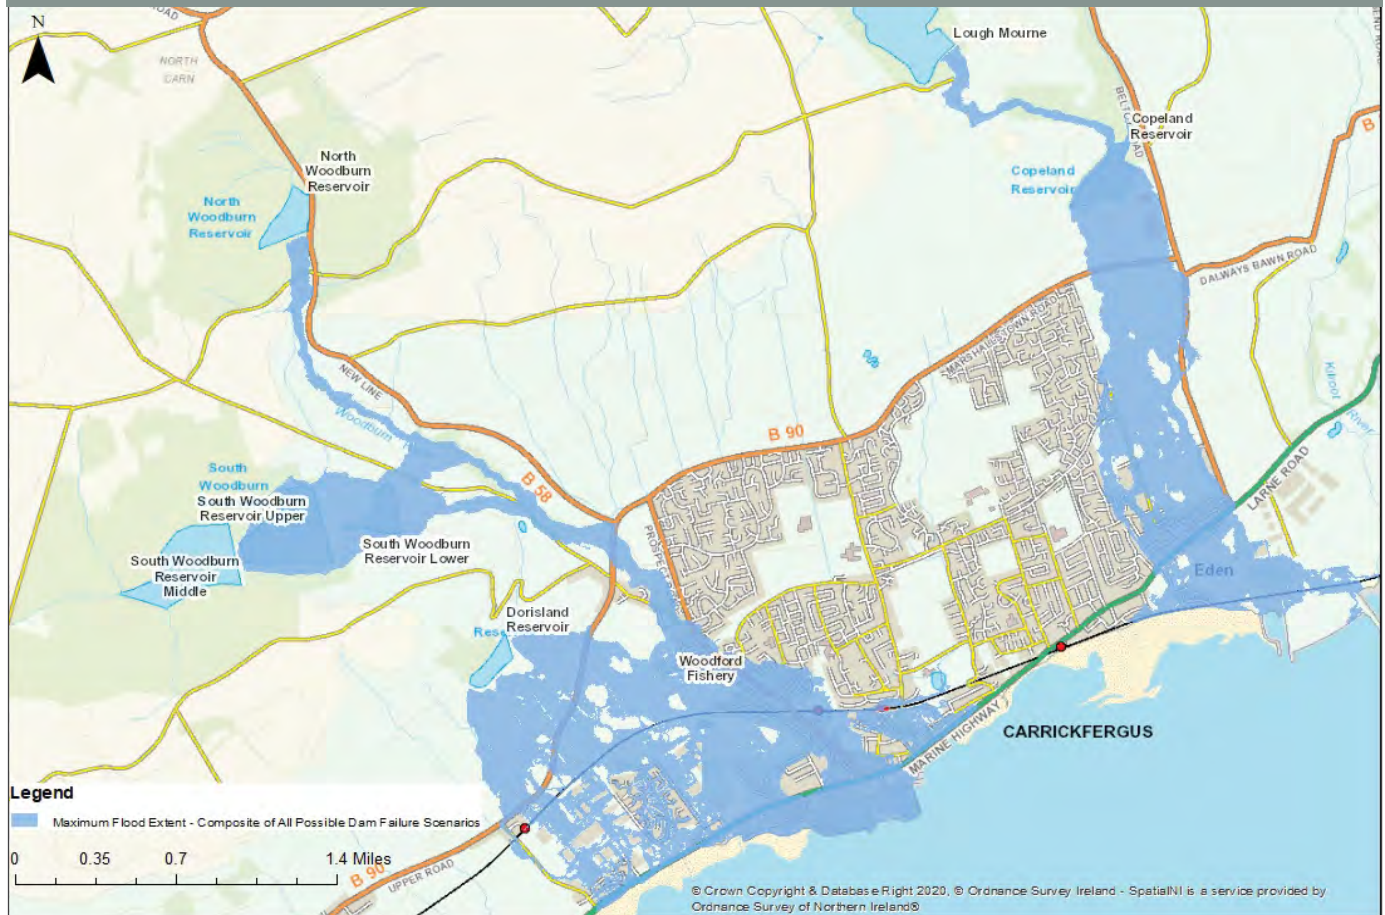 N
NORTH
CARN
Lough Mourne
Copeland
Reservoir
Copeland
Reservoir
North
Woodburn
Reservoir
North
Woodburn
Reservoir
DALWAYS BAWN ROAD
MARSHALLSTOWN ROAD
NEW LINE
Woodburn
B 90
B 58
Kilroot
River
South
Woodburn
South Woodburn
Reservoir Upper
LARNE ROAD
South Woodburn
Reservoir Lower
South Woodburn
Reservoir
Middle
Eden
Dorisland
Reservoir
Woodford
Fishery
CARRICKFERGUS
MARINE HIGHWAY
Legend
Maximum Flood Extent - Composite of All Possible Dam Failure Scenarios
0 0.35 0.7 1.4 Miles
B 90
UPPER ROAD
© Crown Copyright & Database Right 2020, © Ordnance Survey Ireland - SpatialNI is a service provided by
Ordnance Survey of Northern Ireland®